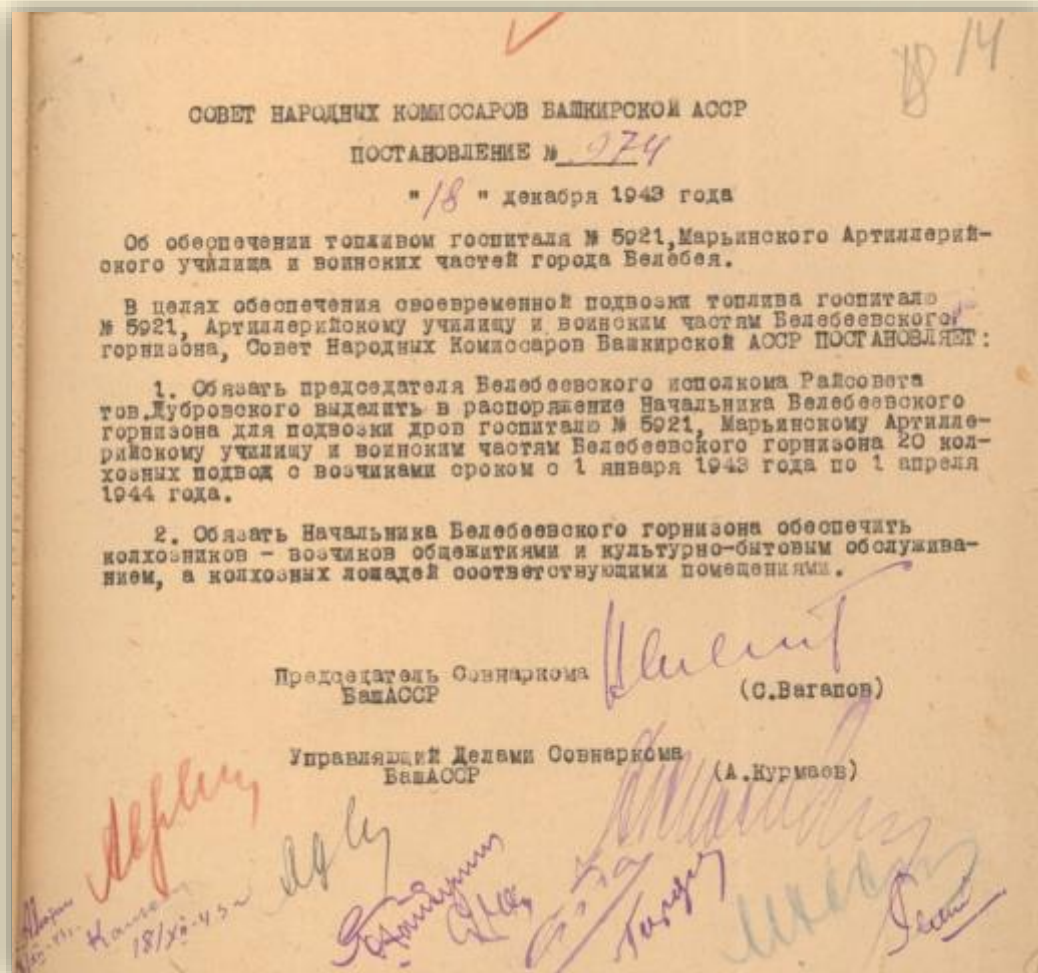 14
СОВЕТ НАРОДНЫХ КОМИССАРОВ БАШКИРСКОЙ АССР
ПОСТАНОВЛЕНИЕ № 974
"18" декабря 1943 года
Об обеспечении топливом госпиталя № 5921, Марьинского Артиллерий-
ского училища и воинских частей города Белебея.
В целях обеспечения своевременной подвозки топлива госпиталю
№ 5921, Артиллерийскому училищу и воинским частям Белебеевского
горнизона, Совет Народных Комиссаров Башкирской АССР ПОСТАНОВЛЯЕТ:
1. Обязать председателя Белебеевского исполкома Райсовета
тов.Дубровского выделить в распоряжение Начальника Белебеевского
горнизона для подвозки дров госпиталю № 5921, Марьинскому Артилле-
рийскому училищу и воинским частям Белебеевского горнизона 20 кол-
хозных подвод с возчиками сроком с 1 января 1943 года по 1 апреля
1944 года.
2. Обязать Начальника Белебеевского горнизона обеспечить
колхозников - возчиков общежитиями и культурно-бытовым обслужива-
нием, а колхозных лошадей соответствующими помещениями.
Председатель Совнаркома
БашАССР (С.Вагапов)
Управляющий Делами Совнаркома
БашАССР (А.Курмаев)
18/XII-43